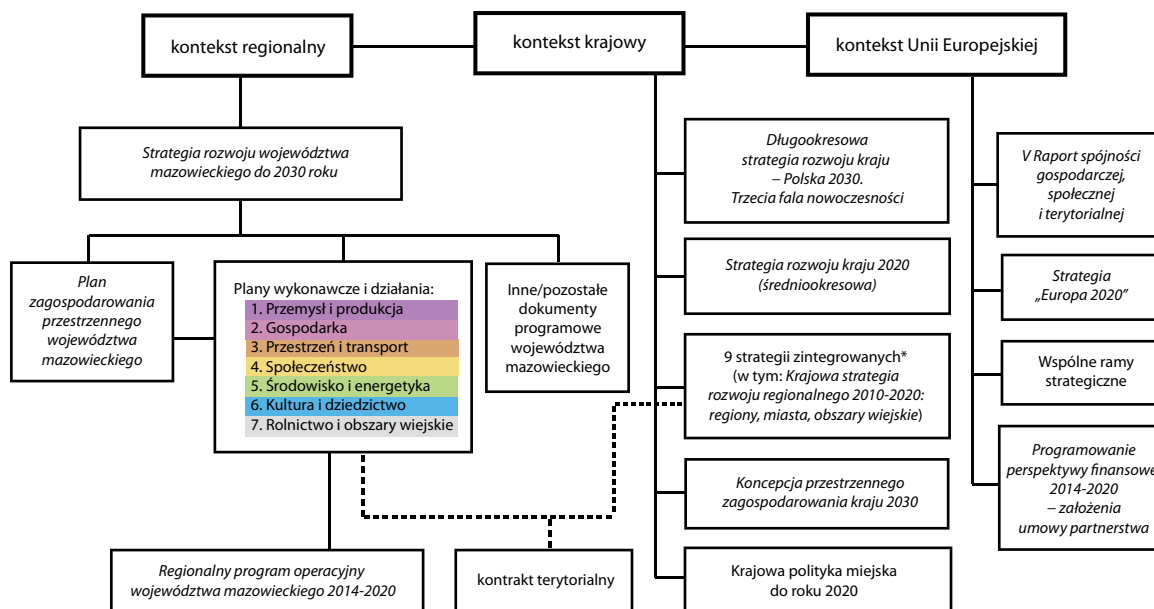 kontekst regionalny
kontekst krajowy
kontekst Unii Europejskiej
Strategia rozwoju województwa
mazowieckiego do 2030 roku
Plan
zagospodarowania
przestrzennego
województwa
mazowieckiego
Plany wykonawcze i działania:
1. Przemysł i produkcja
2. Gospodarka
3. Przestrzeń i transport
4. Społeczeństwo
5. Środowisko i energetyka
6. Kultura i dziedzictwo
7. Rolnictwo i obszary wiejskie
Inne/pozostałe
dokumenty
programowe
województwa
mazowieckiego
Regionalny program operacyjny
województwa mazowieckiego 2014-2020
kontrakt terytorialny
Długookresowa
strategia rozwoju kraju
– Polska 2030.
Trzecia fala nowoczesności
Strategia rozwoju kraju 2020
(średniookresowa)
9 strategii zintegrowanych*
(w tym: Krajowa strategia
rozwoju regionalnego 2010-2020:
regiony, miasta, obszary wiejskie)
Koncepcja przestrzennego
zagospodarowania kraju 2030
Krajowa polityka miejska
do roku 2020
V Raport spójności
gospodarczej,
społecznej
i terytorialnej
Strategia
„Europa 2020”
Wspólne ramy
strategiczne
Programowanie
perspektywy finansowe
2014-2020
– założenia
umowy partnerstwa